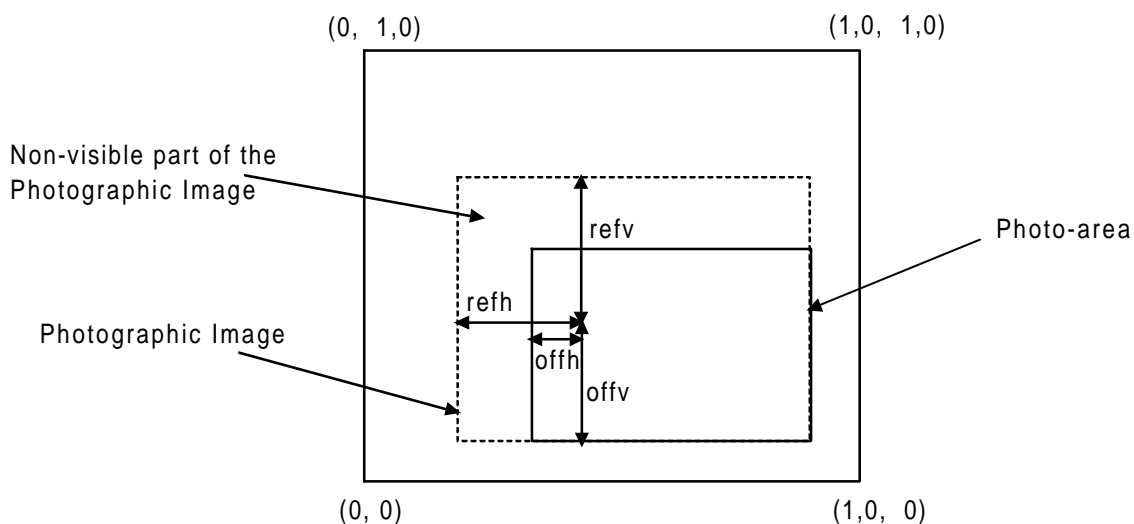 (0, 1,0)
(1,0, 1,0)
Non-visible part of the
Photographic Image
refv
Photo-area
refh
Photographic Image
offh
offv
(0, 0)
(1,0, 0)